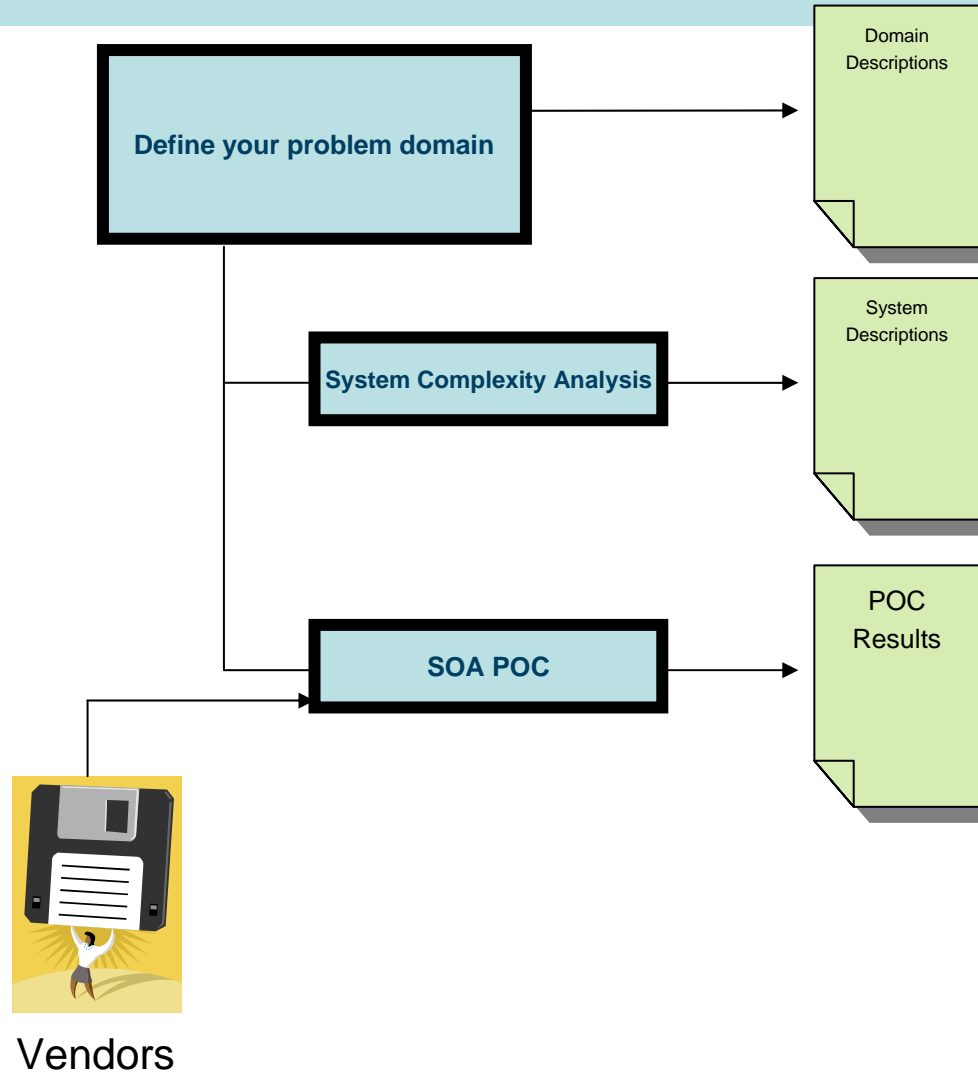 Domain
Descriptions
Define your problem domain
System
Descriptions
System Complexity Analysis
POC
Results
SOA POC
Vendors